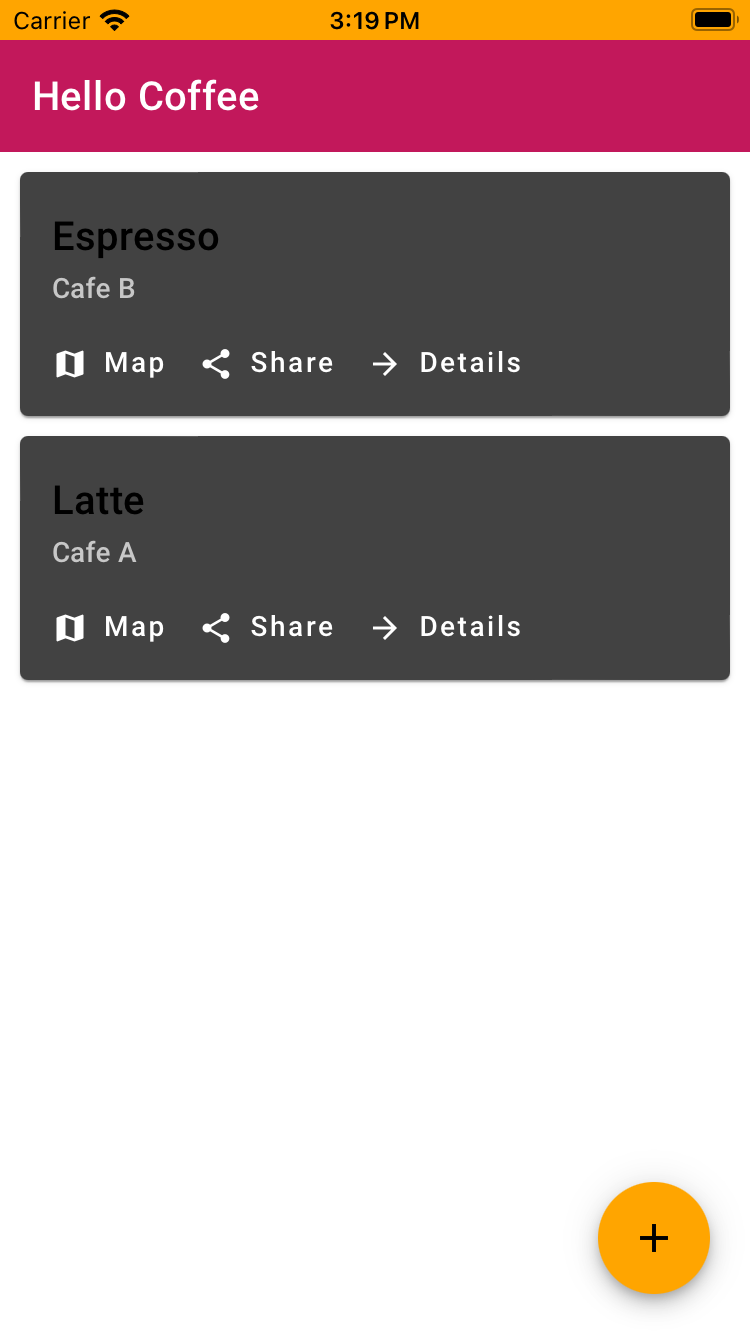 Carrier 3:19 PM
Hello Coffee
Espresso
Cafe B
Map Share Details
Latte
Cafe A
Map Share Details
+